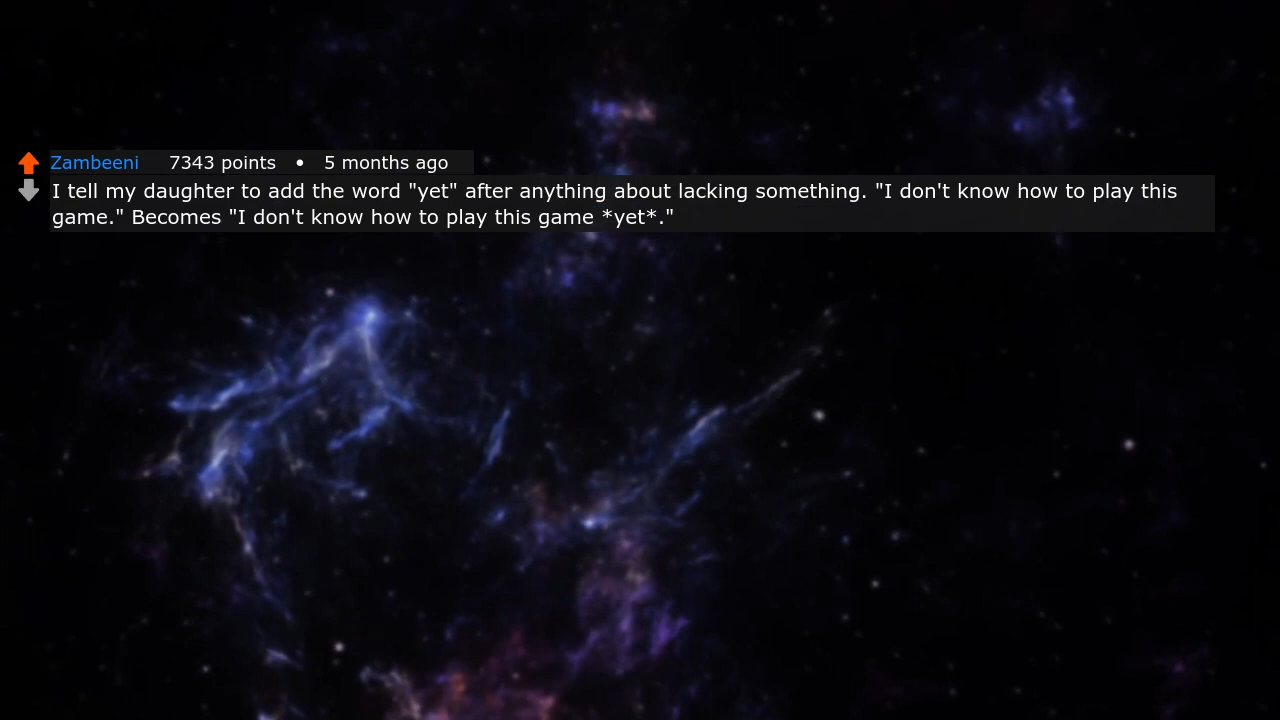 Zambeeni 7343 points • 5 months ago
I tell my daughter to add the word "yet" after anything about lacking something. "I don't know how to play this
game." Becomes "I don't know how to play this game *yet*."